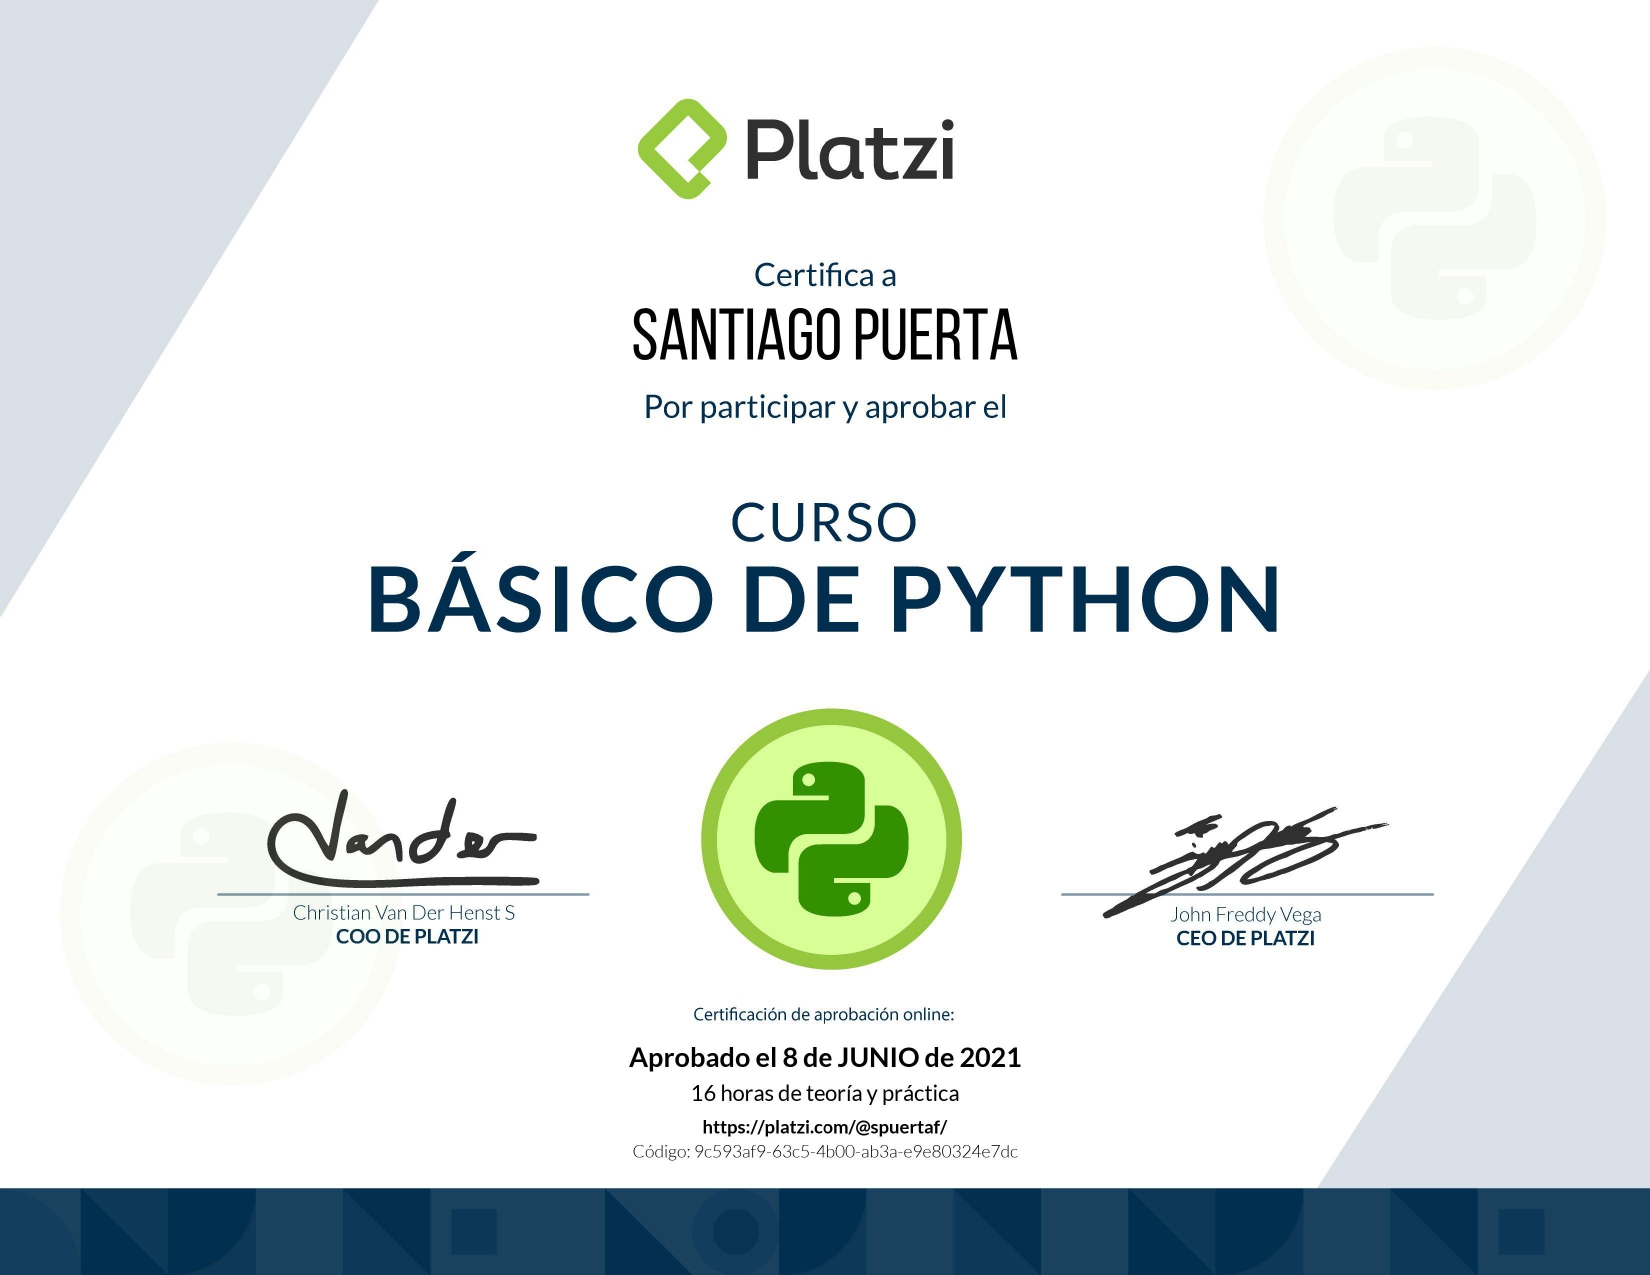 Platzi
Certifica a
SANTIAGO PUERTA
Por participar y aprobar el
CURSO
BÁSICO DE PYTHON
Vander
Christian Van Der Henst S
COO DE PLATZI
John Freddy Vega
CEO DE PLATZI
Certificación de aprobación online:
Aprobado el 8 de JUNIO de 2021
16 horas de teoría y práctica
https://platzi.com/@spuertaf/
Código: 9c593af9-63c5-4b00-ab3a-e9e80324e7dc